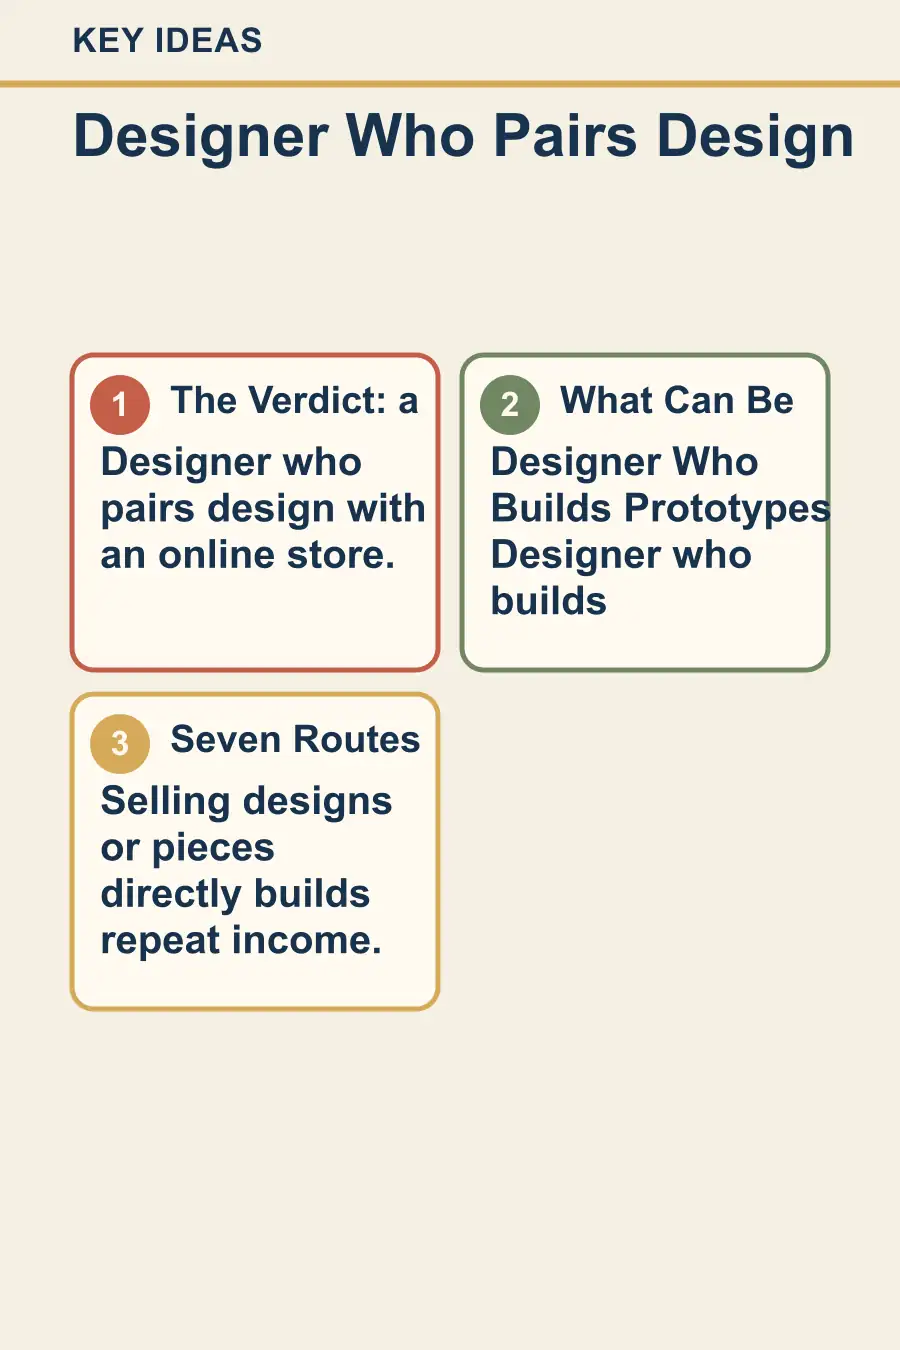 KEY IDEAS
Designer Who Pairs Design
1 The Verdict: a
Designer who
pairs design with
an online store.
2 What Can Be
Designer Who
Builds Prototypes
Designer who
builds
3 Seven Routes
Selling designs
or pieces
directly builds
repeat income.